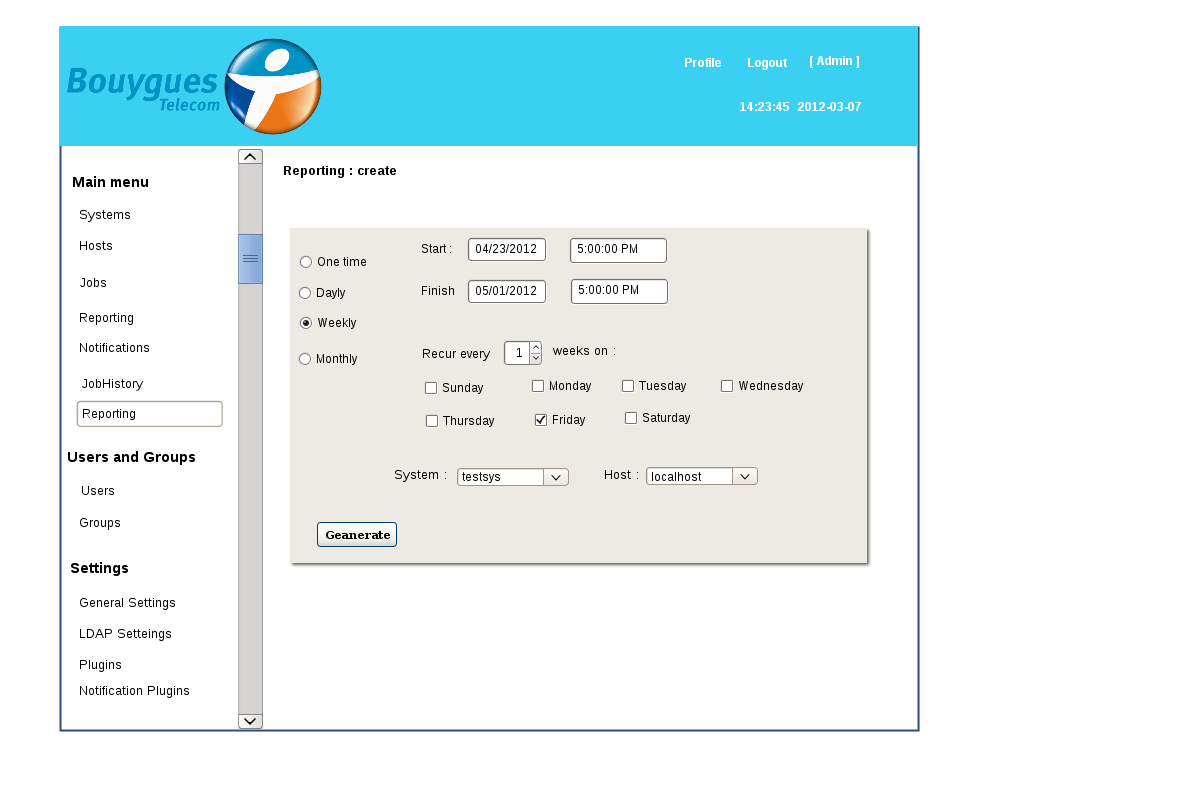 Bouygues
Telecom
Profile Logout [ Admin ]
14:23:45 2012-03-07
Main menu
Systems
Hosts
Jobs
Reporting
Notifications
JobHistory
Reporting
Users and Groups
Users
Groups
Settings
General Settings
LDAP Setteings
Plugins
Notification Plugins
Reporting : create
One time
Dayly
Weekly
Monthly
Start : 04/23/2012 5:00:00 PM
Finish 05/01/2012 5:00:00 PM
Recur every 1 weeks on :
Sunday Monday Tuesday Wednesday
Thursday Friday Saturday
System : testsys Host : localhost
Geanerate